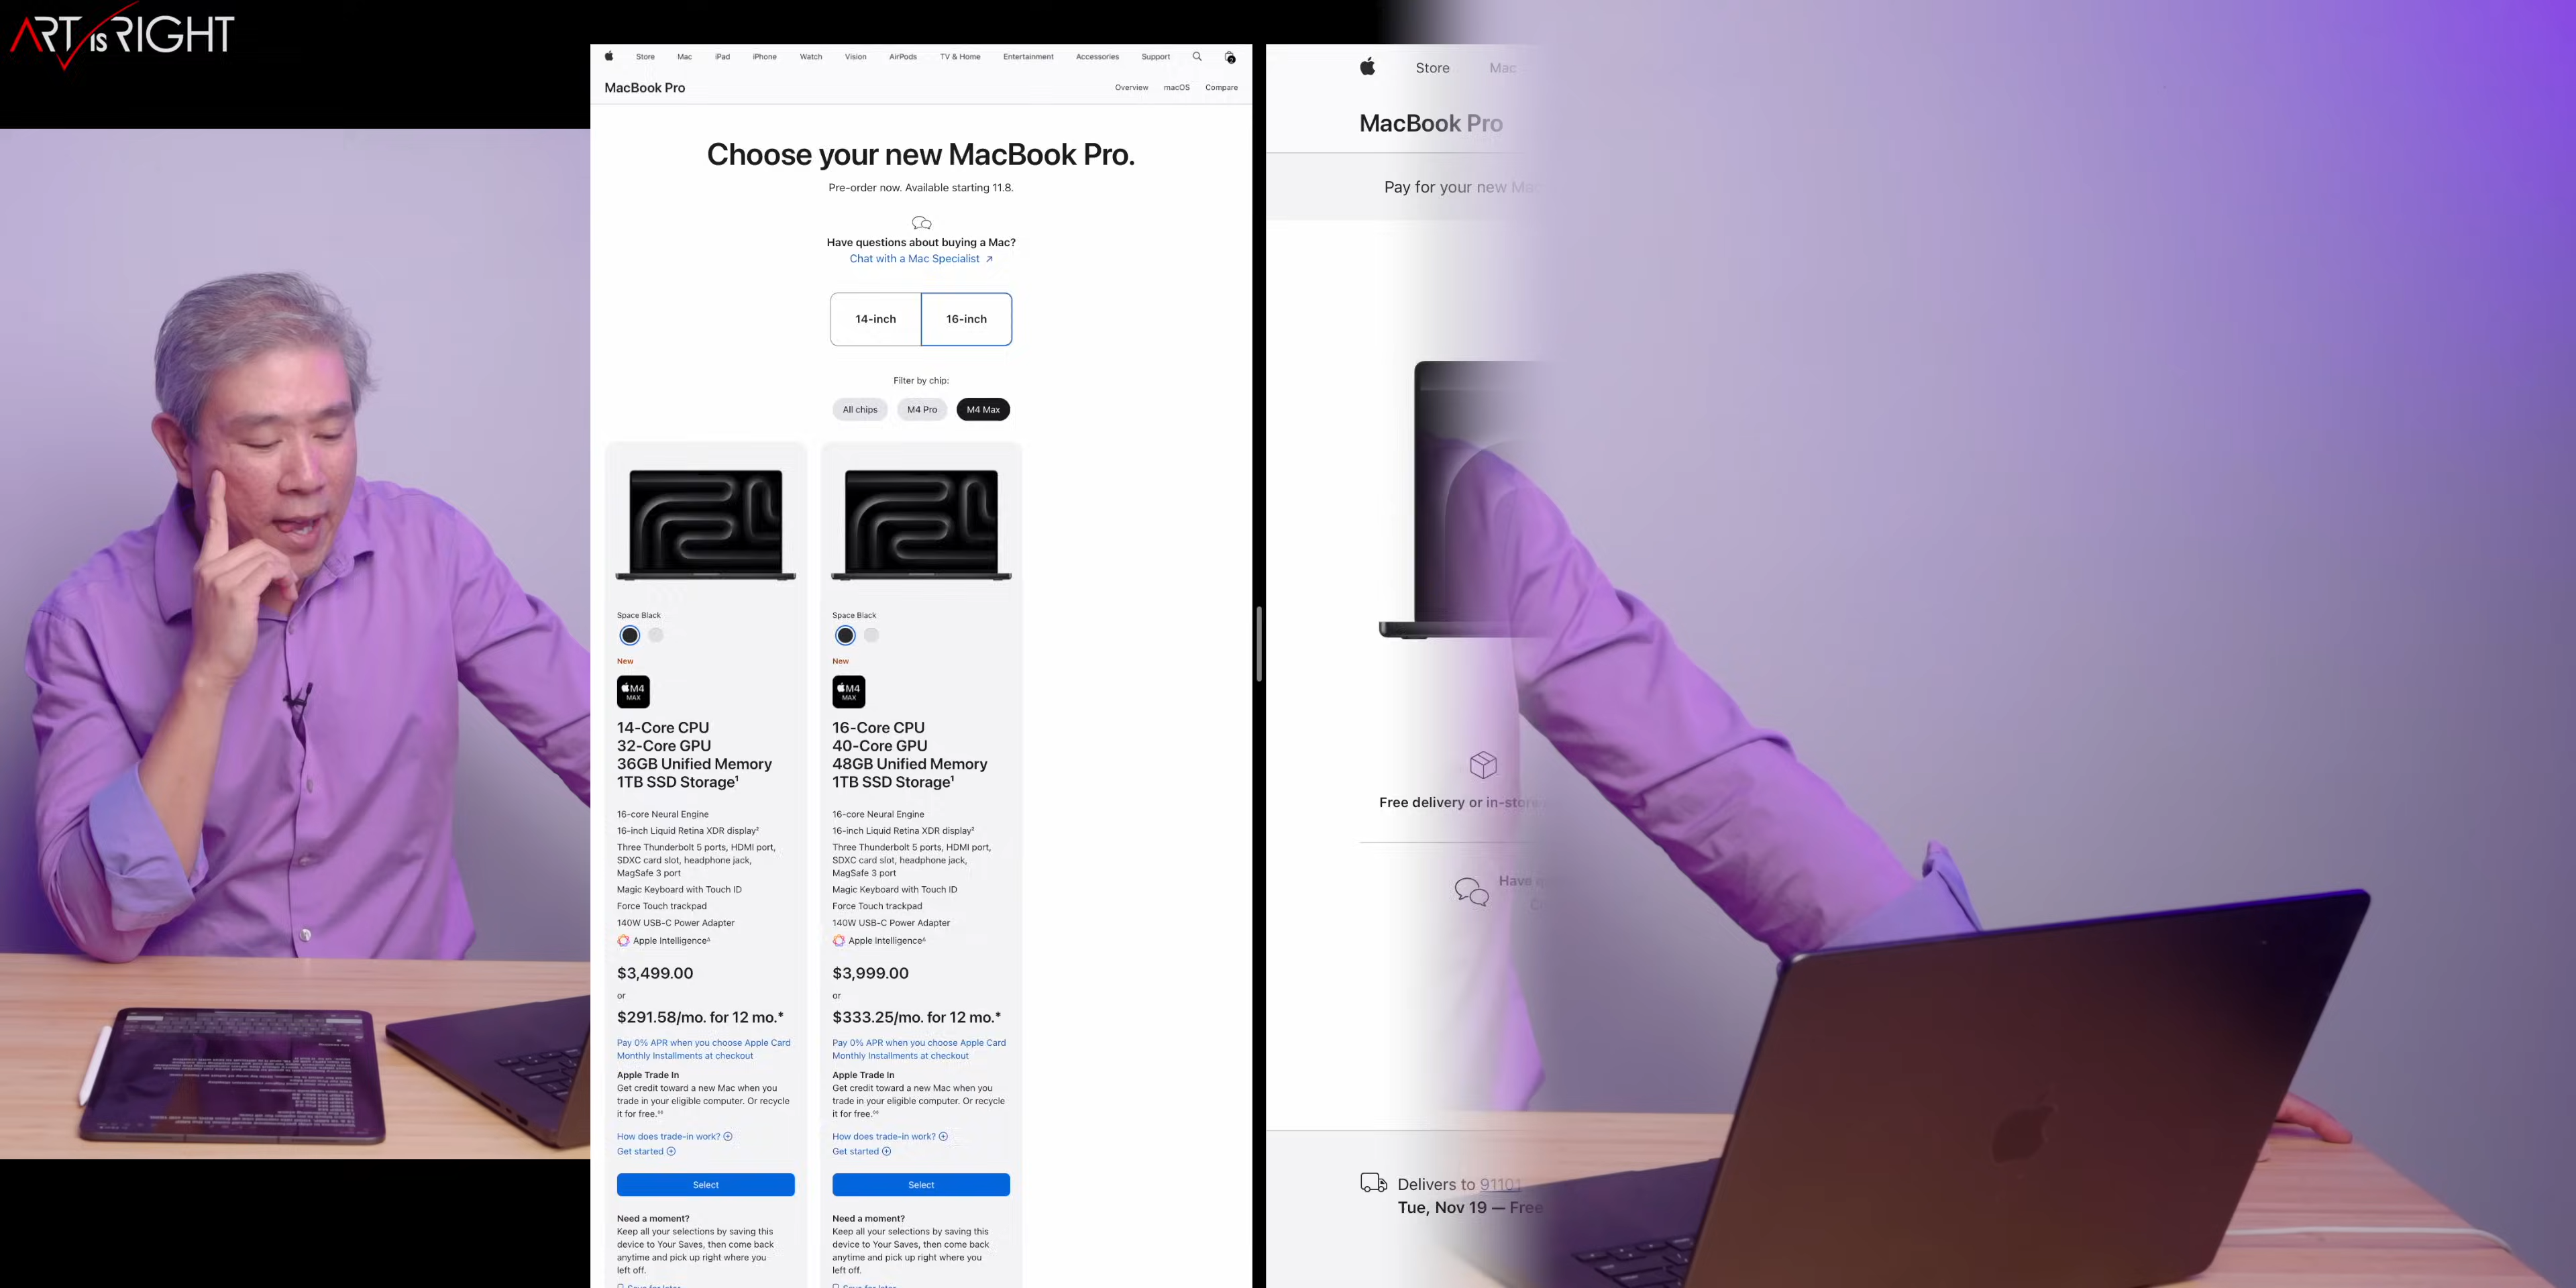 ART IS RIGHT
Store Mac iPad iPhone Watch Vision AirPods TV & Home Entertainment Accessories Support
MacBook Pro
Overview macOS Compare
Choose your new MacBook Pro.
Pre-order now. Available starting 11.8.
Have questions about buying a Mac?
Chat with a Mac Specialist ↗
14-inch 16-inch
Filter by chip:
All chips M4 Pro M4 Max
Space Black
New
M4
MAX
14-Core CPU
32-Core GPU
36GB Unified Memory
1TB SSD Storage¹
16-core Neural Engine
16-inch Liquid Retina XDR display²
Three Thunderbolt 5 ports, HDMI port,
SDXC card slot, headphone jack,
MagSafe 3 port
Magic Keyboard with Touch ID
Force Touch trackpad
140W USB-C Power Adapter
Apple Intelligence
$3,499.00
or
$291.58/mo. for 12 mo.*
Pay 0% APR when you choose Apple Card
Monthly Installments at checkout
Apple Trade In
Get credit toward a new Mac when you
trade in your eligible computer. Or recycle
it for free.
How does trade-in work?
Get started
Select
Need a moment?
Keep all your selections by saving this
device to Your Saves, then come back
anytime and pick up right where you
left off.
Save for later
Space Black
New
M4
MAX
16-Core CPU
40-Core GPU
48GB Unified Memory
1TB SSD Storage¹
16-core Neural Engine
16-inch Liquid Retina XDR display²
Three Thunderbolt 5 ports, HDMI port,
SDXC card slot, headphone jack,
MagSafe 3 port
Magic Keyboard with Touch ID
Force Touch trackpad
140W USB-C Power Adapter
Apple Intelligence
$3,999.00
or
$333.25/mo. for 12 mo.*
Pay 0% APR when you choose Apple Card
Monthly Installments at checkout
Apple Trade In
Get credit toward a new Mac when you
trade in your eligible computer. Or recycle
it for free.
How does trade-in work?
Get started
Select
Need a moment?
Keep all your selections by saving this
device to Your Saves, then come back
anytime and pick up right where you
left off.
Save for later
Store Mac
MacBook Pro
Pay for your new
Free delivery or in-store
Have
Delivers to 91101
Tue, Nov 19 — Free